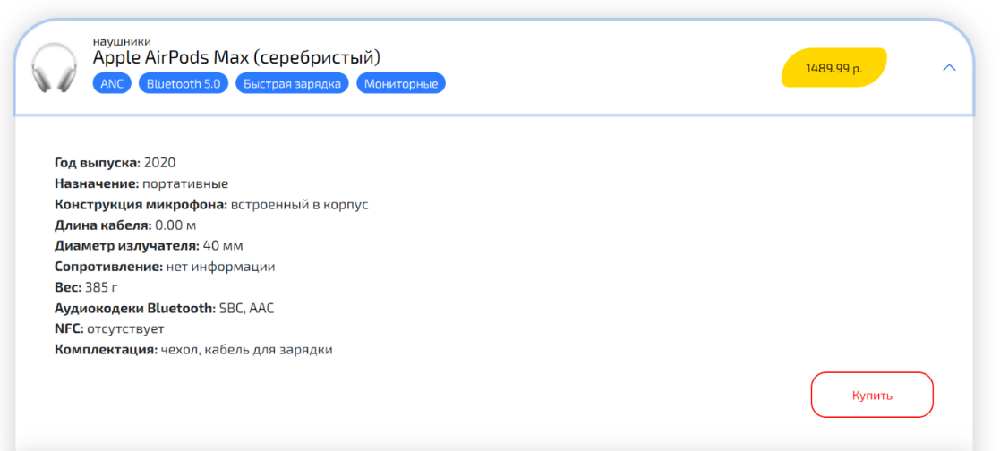 наушники
Apple AirPods Max (серебристый)
ANC Bluetooth 5.0 Быстрая зарядка Мониторные
1489.99 р.
Год выпуска: 2020
Назначение: портативные
Конструкция микрофона: встроенный в корпус
Длина кабеля: 0.00 м
Диаметр излучателя: 40 мм
Сопротивление: нет информации
Вес: 385 г
Аудиокодеки Bluetooth: SBC, AAC
NFC: отсутствует
Комплектация: чехол, кабель для зарядки
Купить